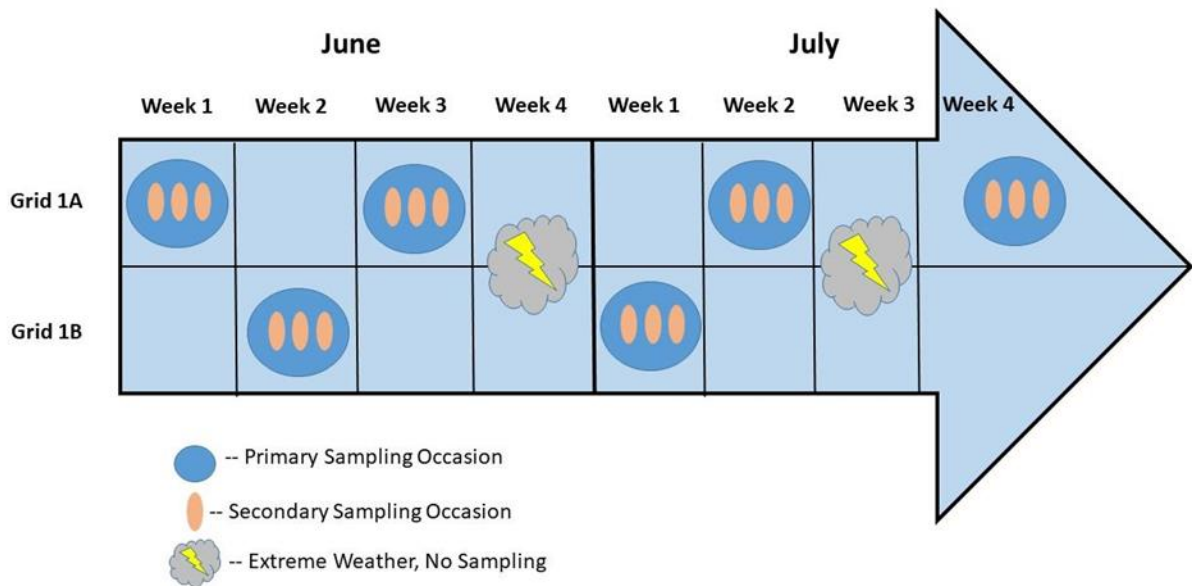 June July
Week 1 Week 2 Week 3 Week 4 Week 1 Week 2 Week 3 Week 4
Grid 1A
Grid 1B
-- Primary Sampling Occasion
-- Secondary Sampling Occasion
-- Extreme Weather, No Sampling